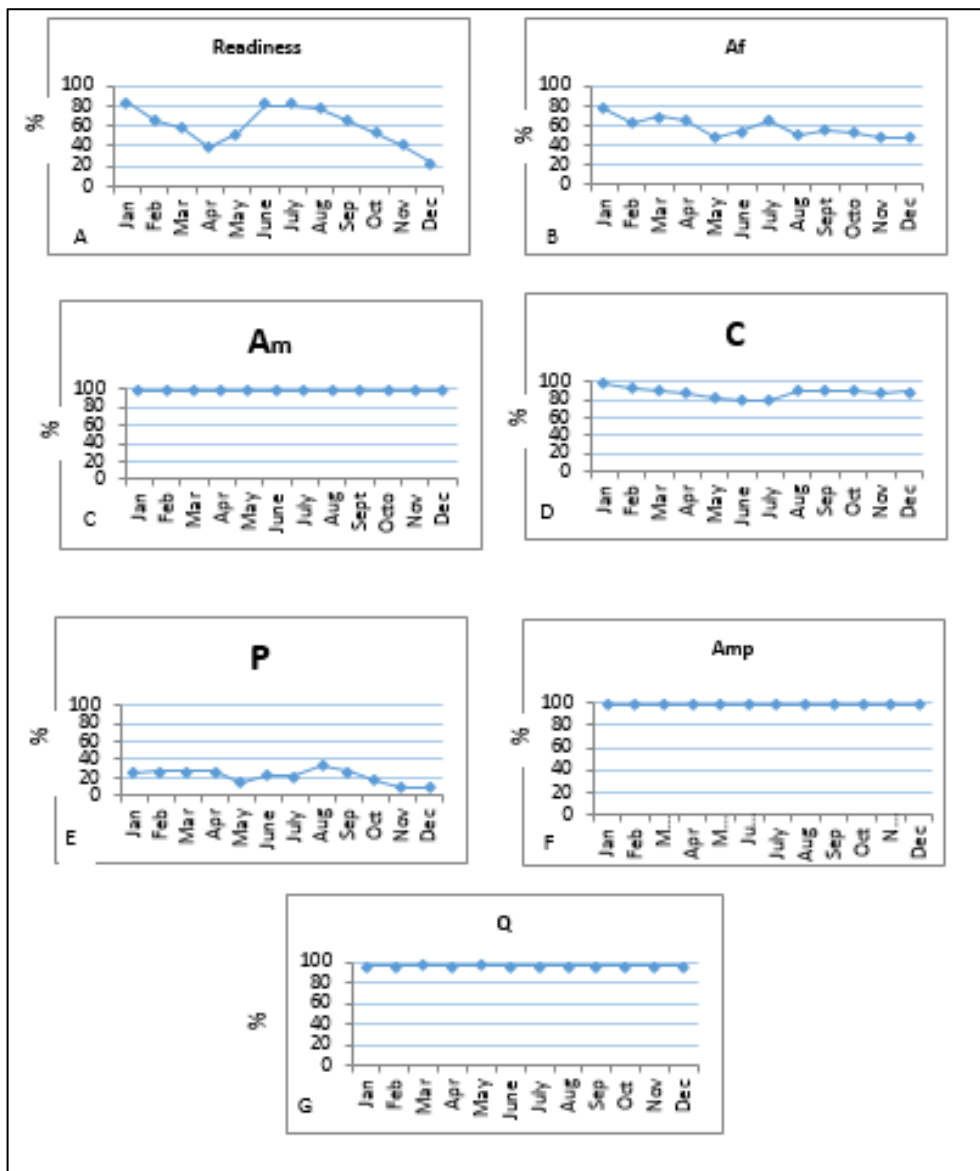 Readiness
%
100
80
60
40
20
0
Jan Feb Mar Apr May June July Aug Sep Oct Nov Dec
A
Af
%
100
80
60
40
20
0
Jan Feb Mar Apr May June July Aug Sept Octo Nov Dec
B
Am
%
100
80
60
40
20
0
Jan Feb Mar Apr May June July Aug Sept Octo Nov Dec
C
C
%
100
80
60
40
20
0
Jan Feb Mar Apr May June July Aug Sep Oct Nov Dec
D
P
%
100
80
60
40
20
0
Jan Feb Mar Apr May June July Aug Sep Oct Nov Dec
E
Amp
%
100
80
60
40
20
0
Jan Feb M... Apr M... Ju... July Aug Sep Oct N... Dec
F
Q
%
100
80
60
40
20
0
Jan Feb Mar Apr May June July Aug Sep Oct Nov Dec
G